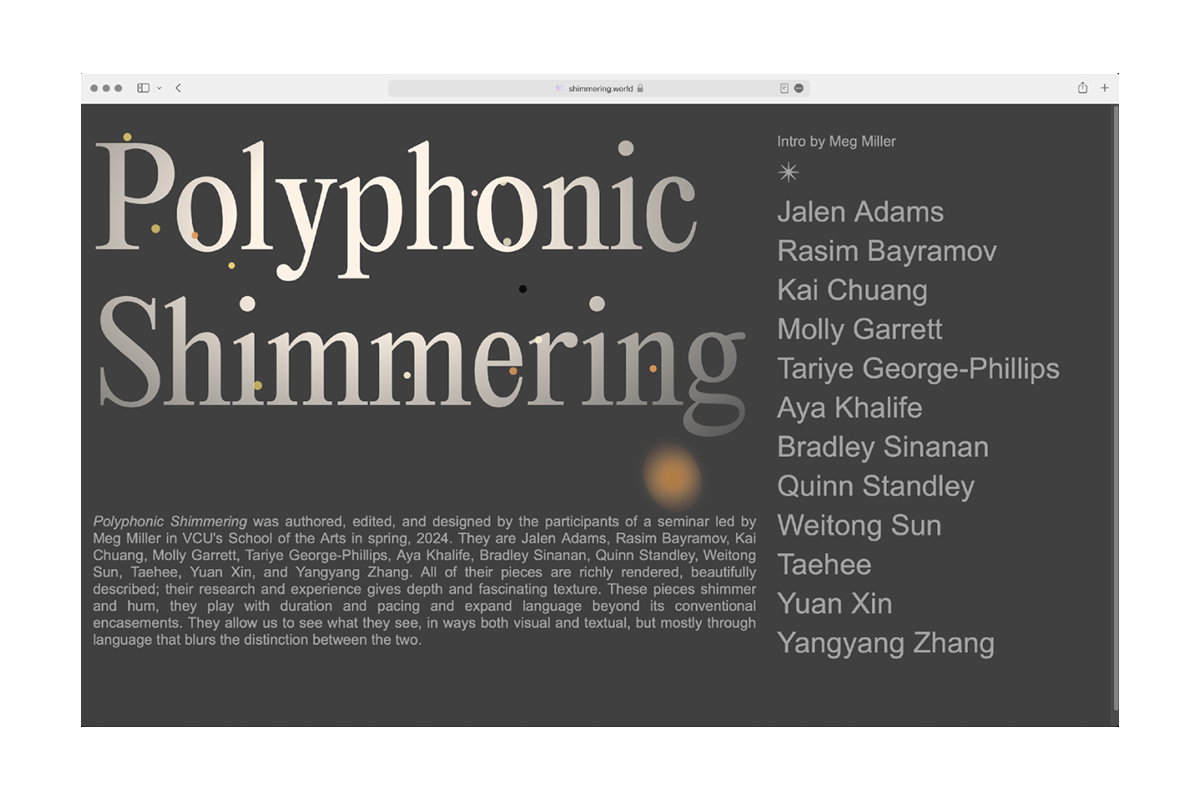 shimmering.world
Polyphonic
Shimmering
Polyphonic Shimmering was authored, edited, and designed by the participants of a seminar led by
Meg Miller in VCU's School of the Arts in spring, 2024. They are Jalen Adams, Rasim Bayramov, Kai
Chuang, Molly Garrett, Tariye George-Phillips, Aya Khalife, Bradley Sinanan, Quinn Standley, Weitong
Sun, Taehee, Yuan Xin, and Yangyang Zhang. All of their pieces are richly rendered, beautifully
described; their research and experience gives depth and fascinating texture. These pieces shimmer
and hum, they play with duration and pacing and expand language beyond its conventional
encasements. They allow us to see what they see, in ways both visual and textual, but mostly through
language that blurs the distinction between the two.
Intro by Meg Miller
Jalen Adams
Rasim Bayramov
Kai Chuang
Molly Garrett
Tariye George-Phillips
Aya Khalife
Bradley Sinanan
Quinn Standley
Weitong Sun
Taehee
Yuan Xin
Yangyang Zhang